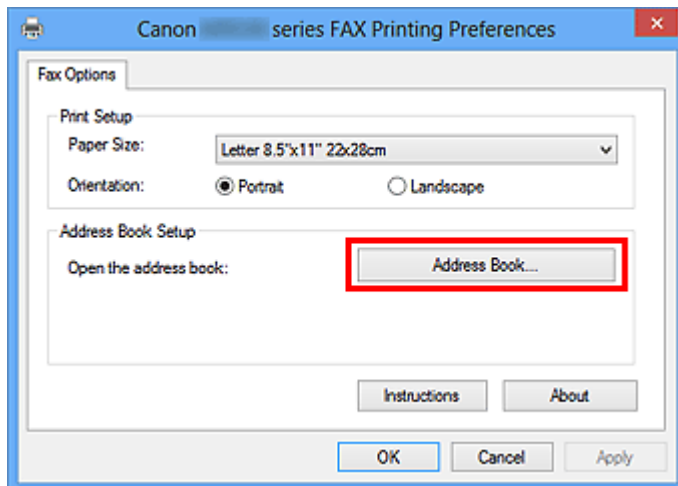 Canon series FAX Printing Preferences
Fax Options
Print Setup
Paper Size: Letter 8.5"x11" 22x28cm
Orientation: Portrait Landscape
Address Book Setup
Open the address book: Address Book...
Instructions About
OK Cancel Apply